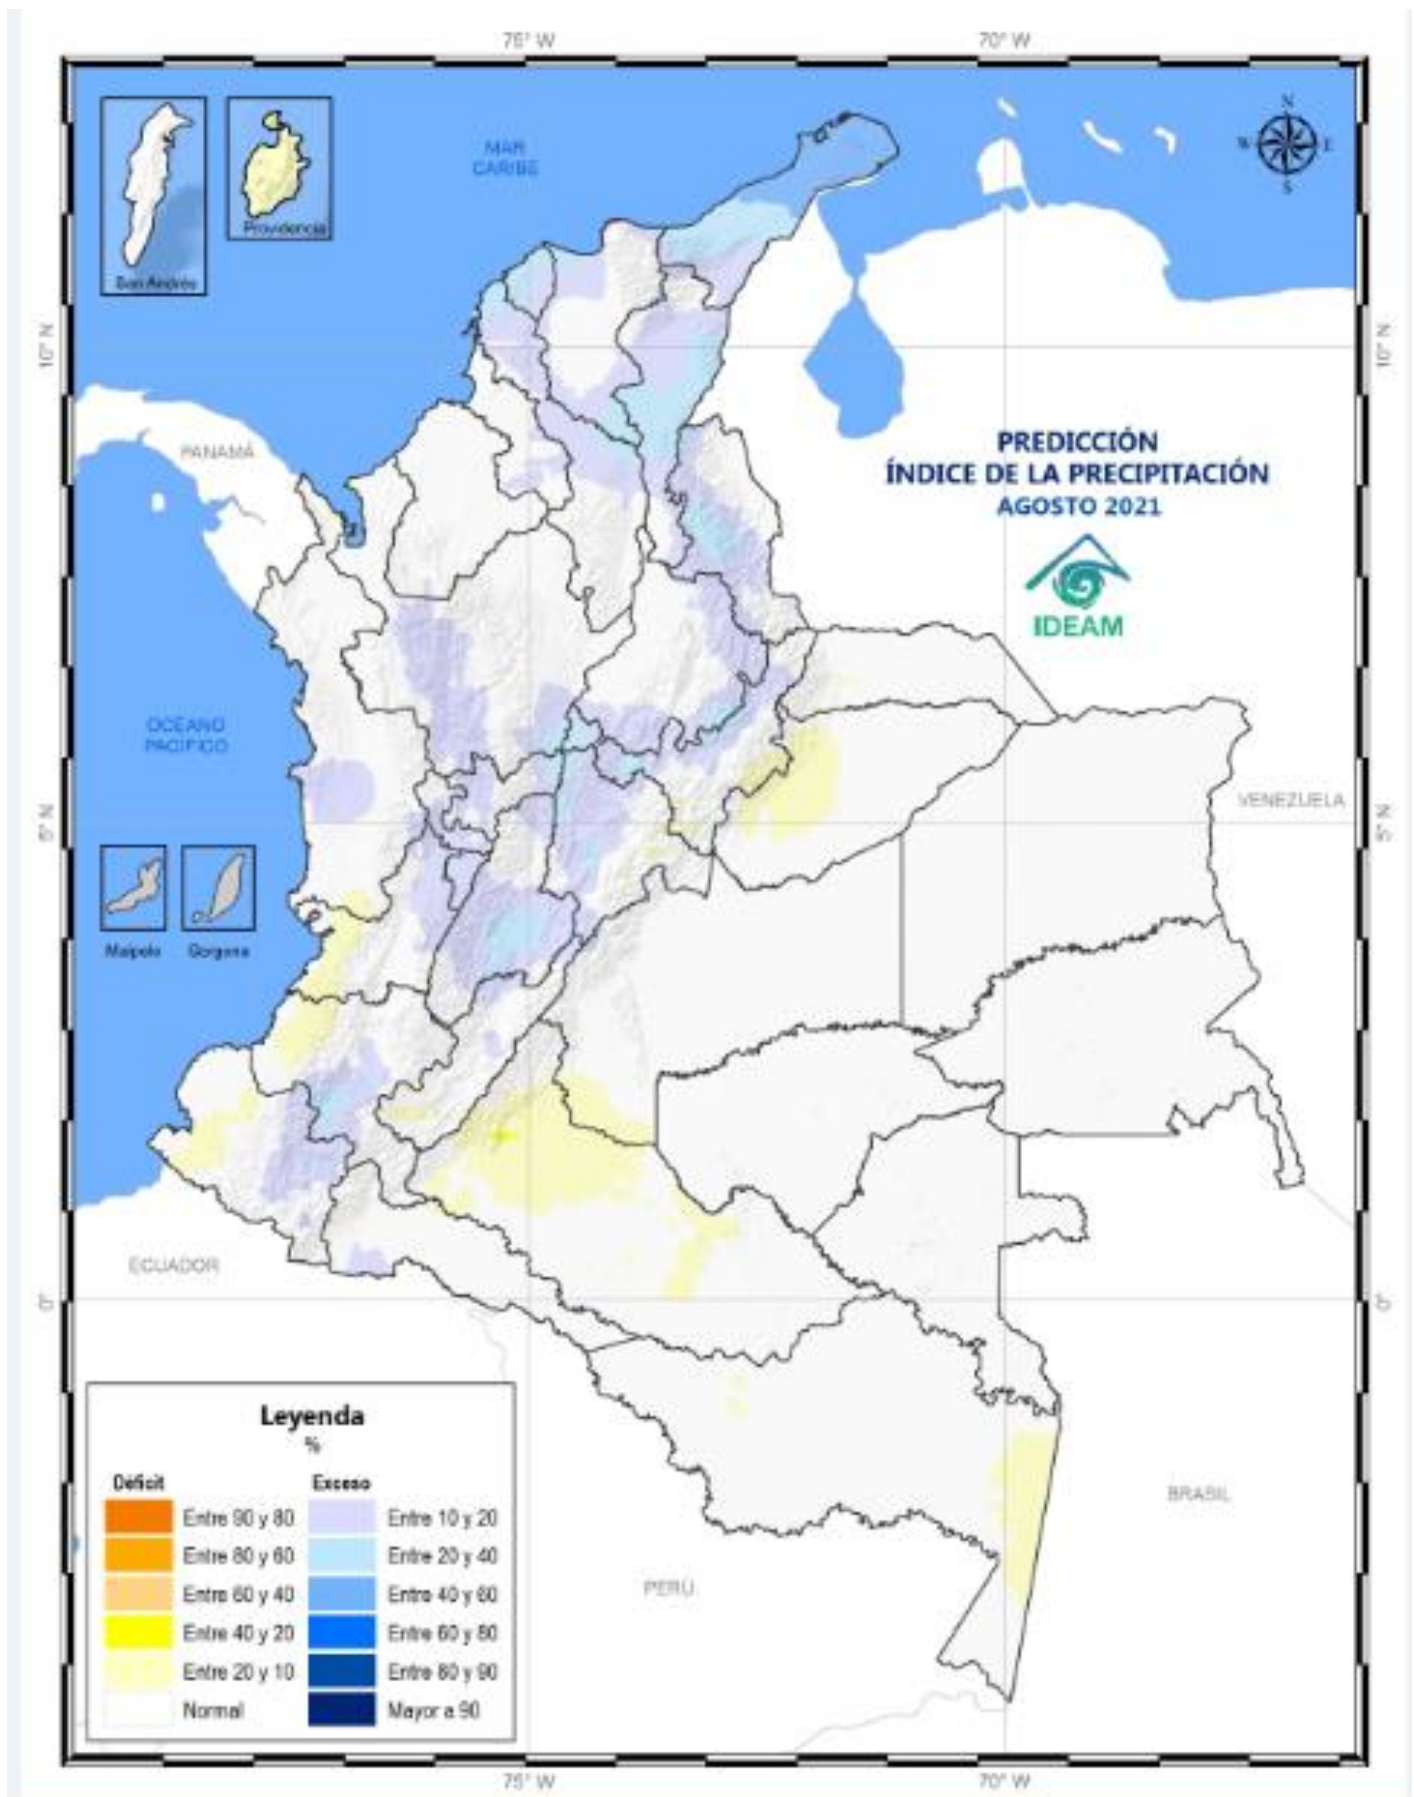 75° W
70° W
MAR
CARIBE
N
W
E
S
Providencia
San Andrés
10° N
10° N
PANAMÁ
PREDICCIÓN
ÍNDICE DE LA PRECIPITACIÓN
AGOSTO 2021
IDEAM
OCEANO
PACIFICO
VENEZUELA
5° N
5° N
Malpelo
Gorgona
ECUADOR
0°
0°
Leyenda
%
Déficit
Exceso
Entre 90 y 80
Entre 10 y 20
Entre 80 y 60
Entre 20 y 40
Entre 60 y 40
Entre 40 y 60
Entre 40 y 20
Entre 60 y 80
Entre 20 y 10
Entre 80 y 90
Normal
Mayor a 90
BRASIL
PERÚ
75° W
70° W